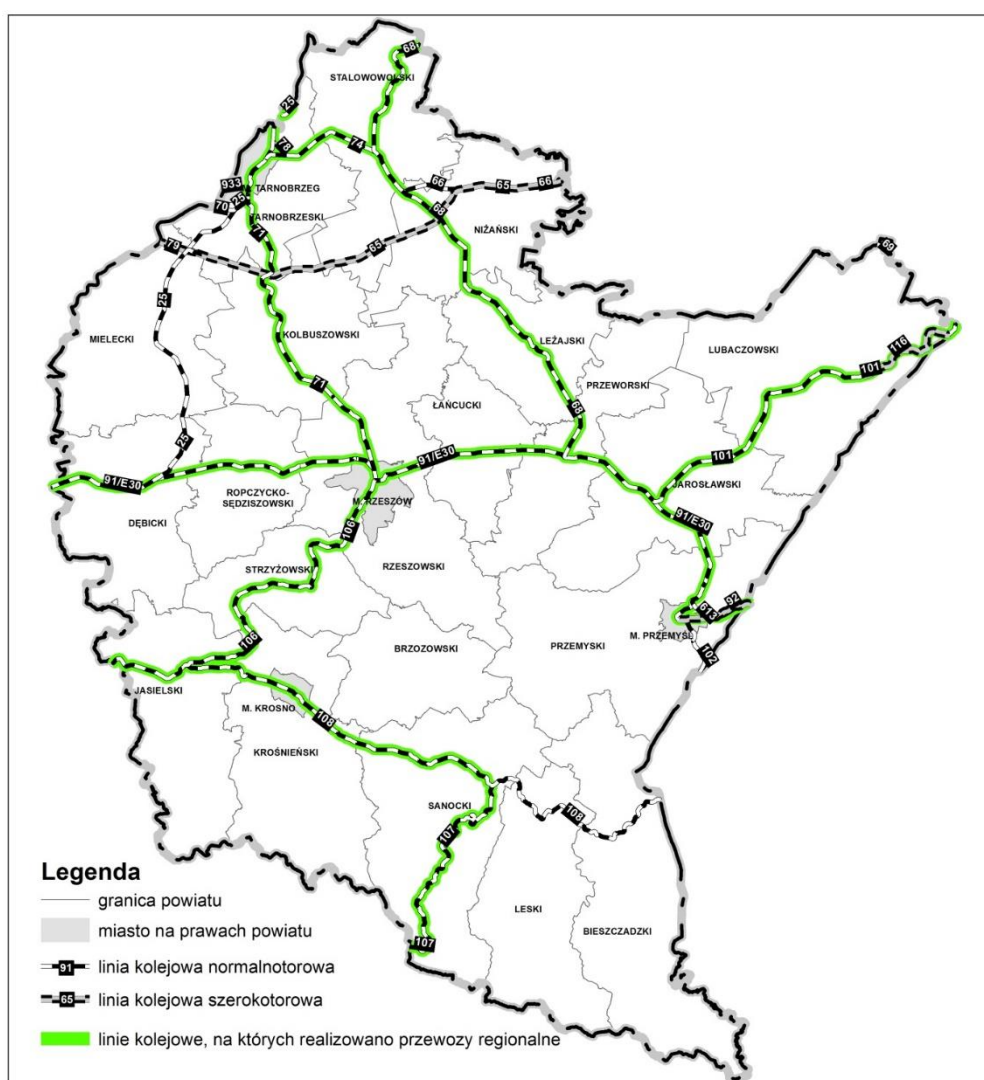 68
STALOWOWOLSKI
25
78
74
933
M. TARNOBRZEG
66
65
66
70
25
TARNOBRZESKI
68
NIŻAŃSKI
71
79
65
69
25
MIELECKI
KOLBUSZOWSKI
LEŻAJSKI
LUBACZOWSKI
116
101
PRZEWORSKI
71
ŁAŃCUCKI
68
25
91/E30
101
91/E30
ROPCZYCKO-
SĘDZISZOWSKI
M. RZESZÓW
JAROSŁAWSKI
DĘBICKI
91/E30
106
STRZYŻOWSKI
RZESZOWSKI
613
92
106
BRZOZOWSKI
PRZEMYSKI
M. PRZEMYŚL
102
JASIELSKI
M. KROSNO
108
KROŚNIEŃSKI
SANOCKI
108
107
LESKI
BIESZCZADZKI
107
Legenda
granica powiatu
miasto na prawach powiatu
91 linia kolejowa normalnotorowa
65 linia kolejowa szerokotorowa
linie kolejowe, na których realizowano przewozy regionalne